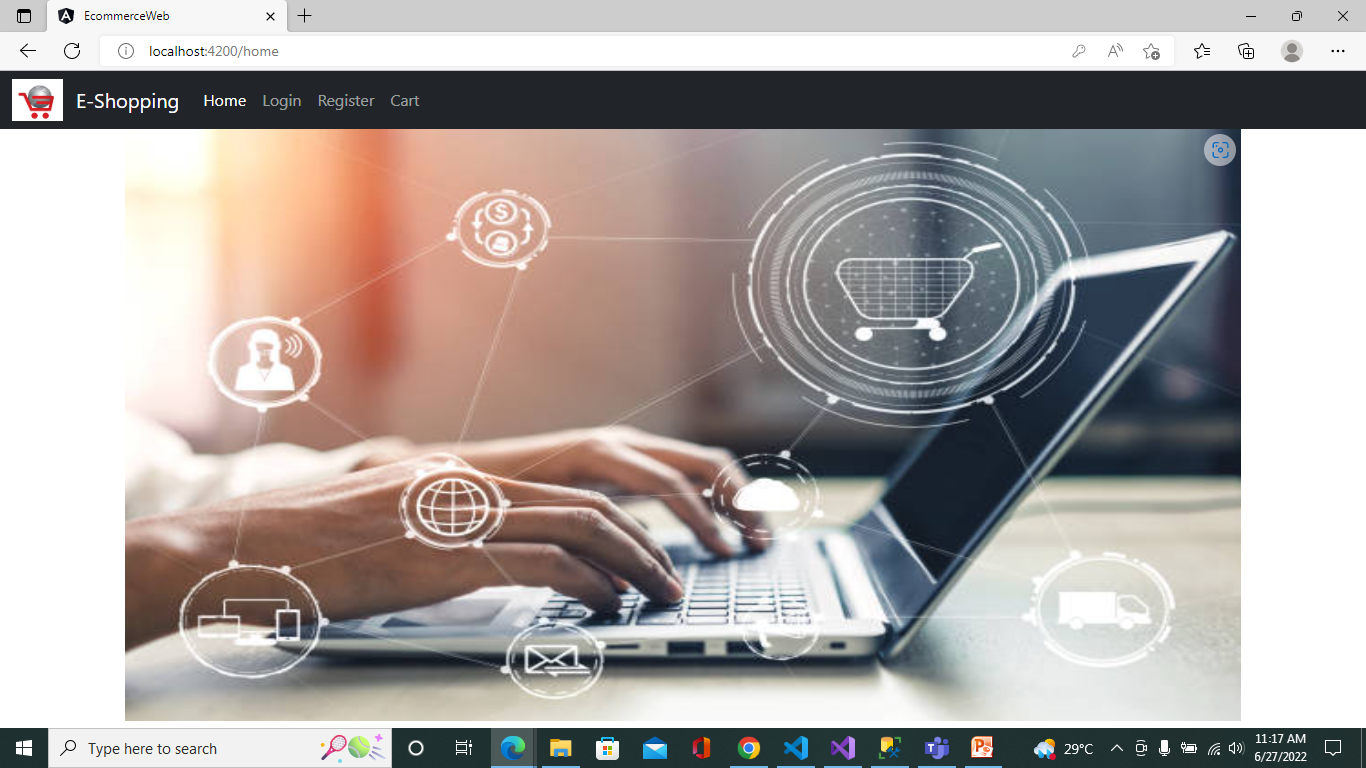 EcommerceWeb
localhost:4200/home
E-Shopping Home Login Register Cart
$
Type here to search
29°C
11:17 AM
6/27/2022